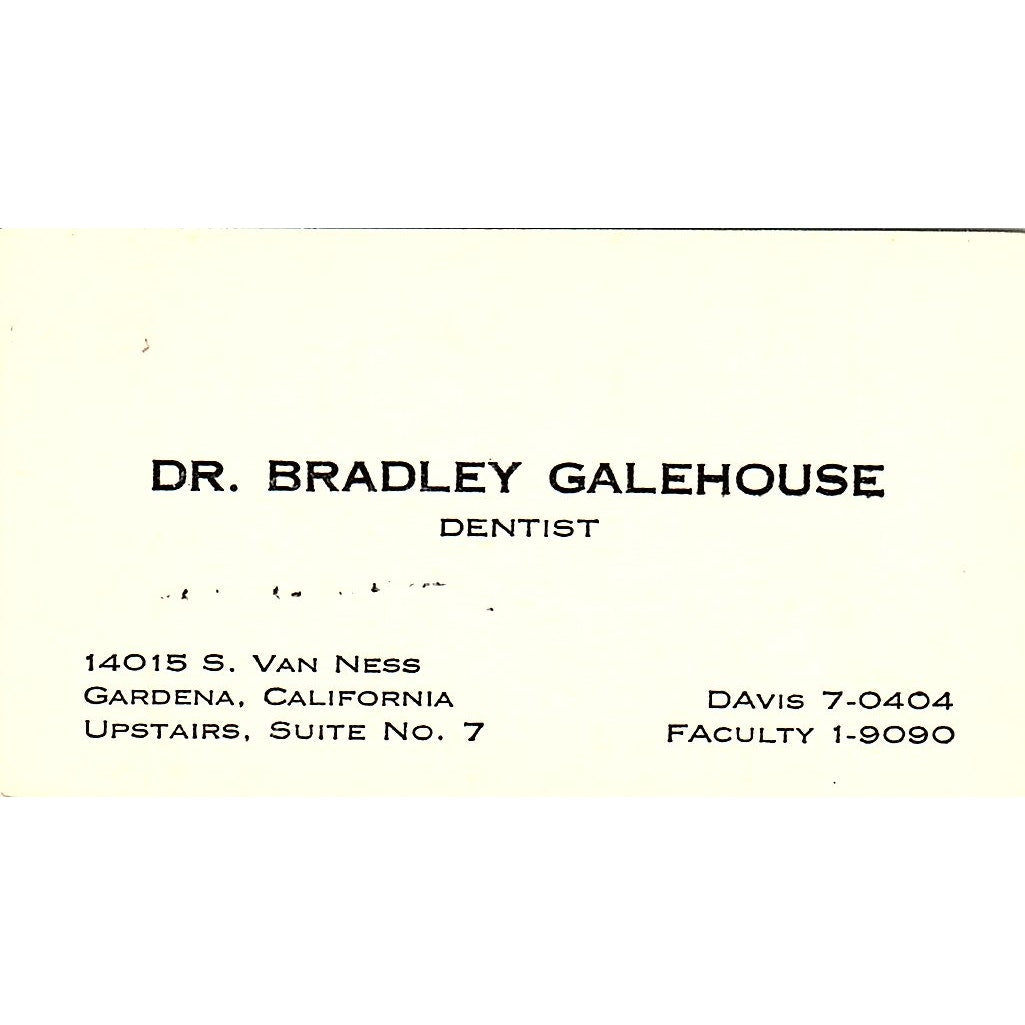 DR. BRADLEY GALEHOUSE
DENTIST
14015 S. VAN NESS
GARDENA, CALIFORNIA
UPSTAIRS, SUITE NO. 7
DAVIS 7-0404
FACULTY 1-9090